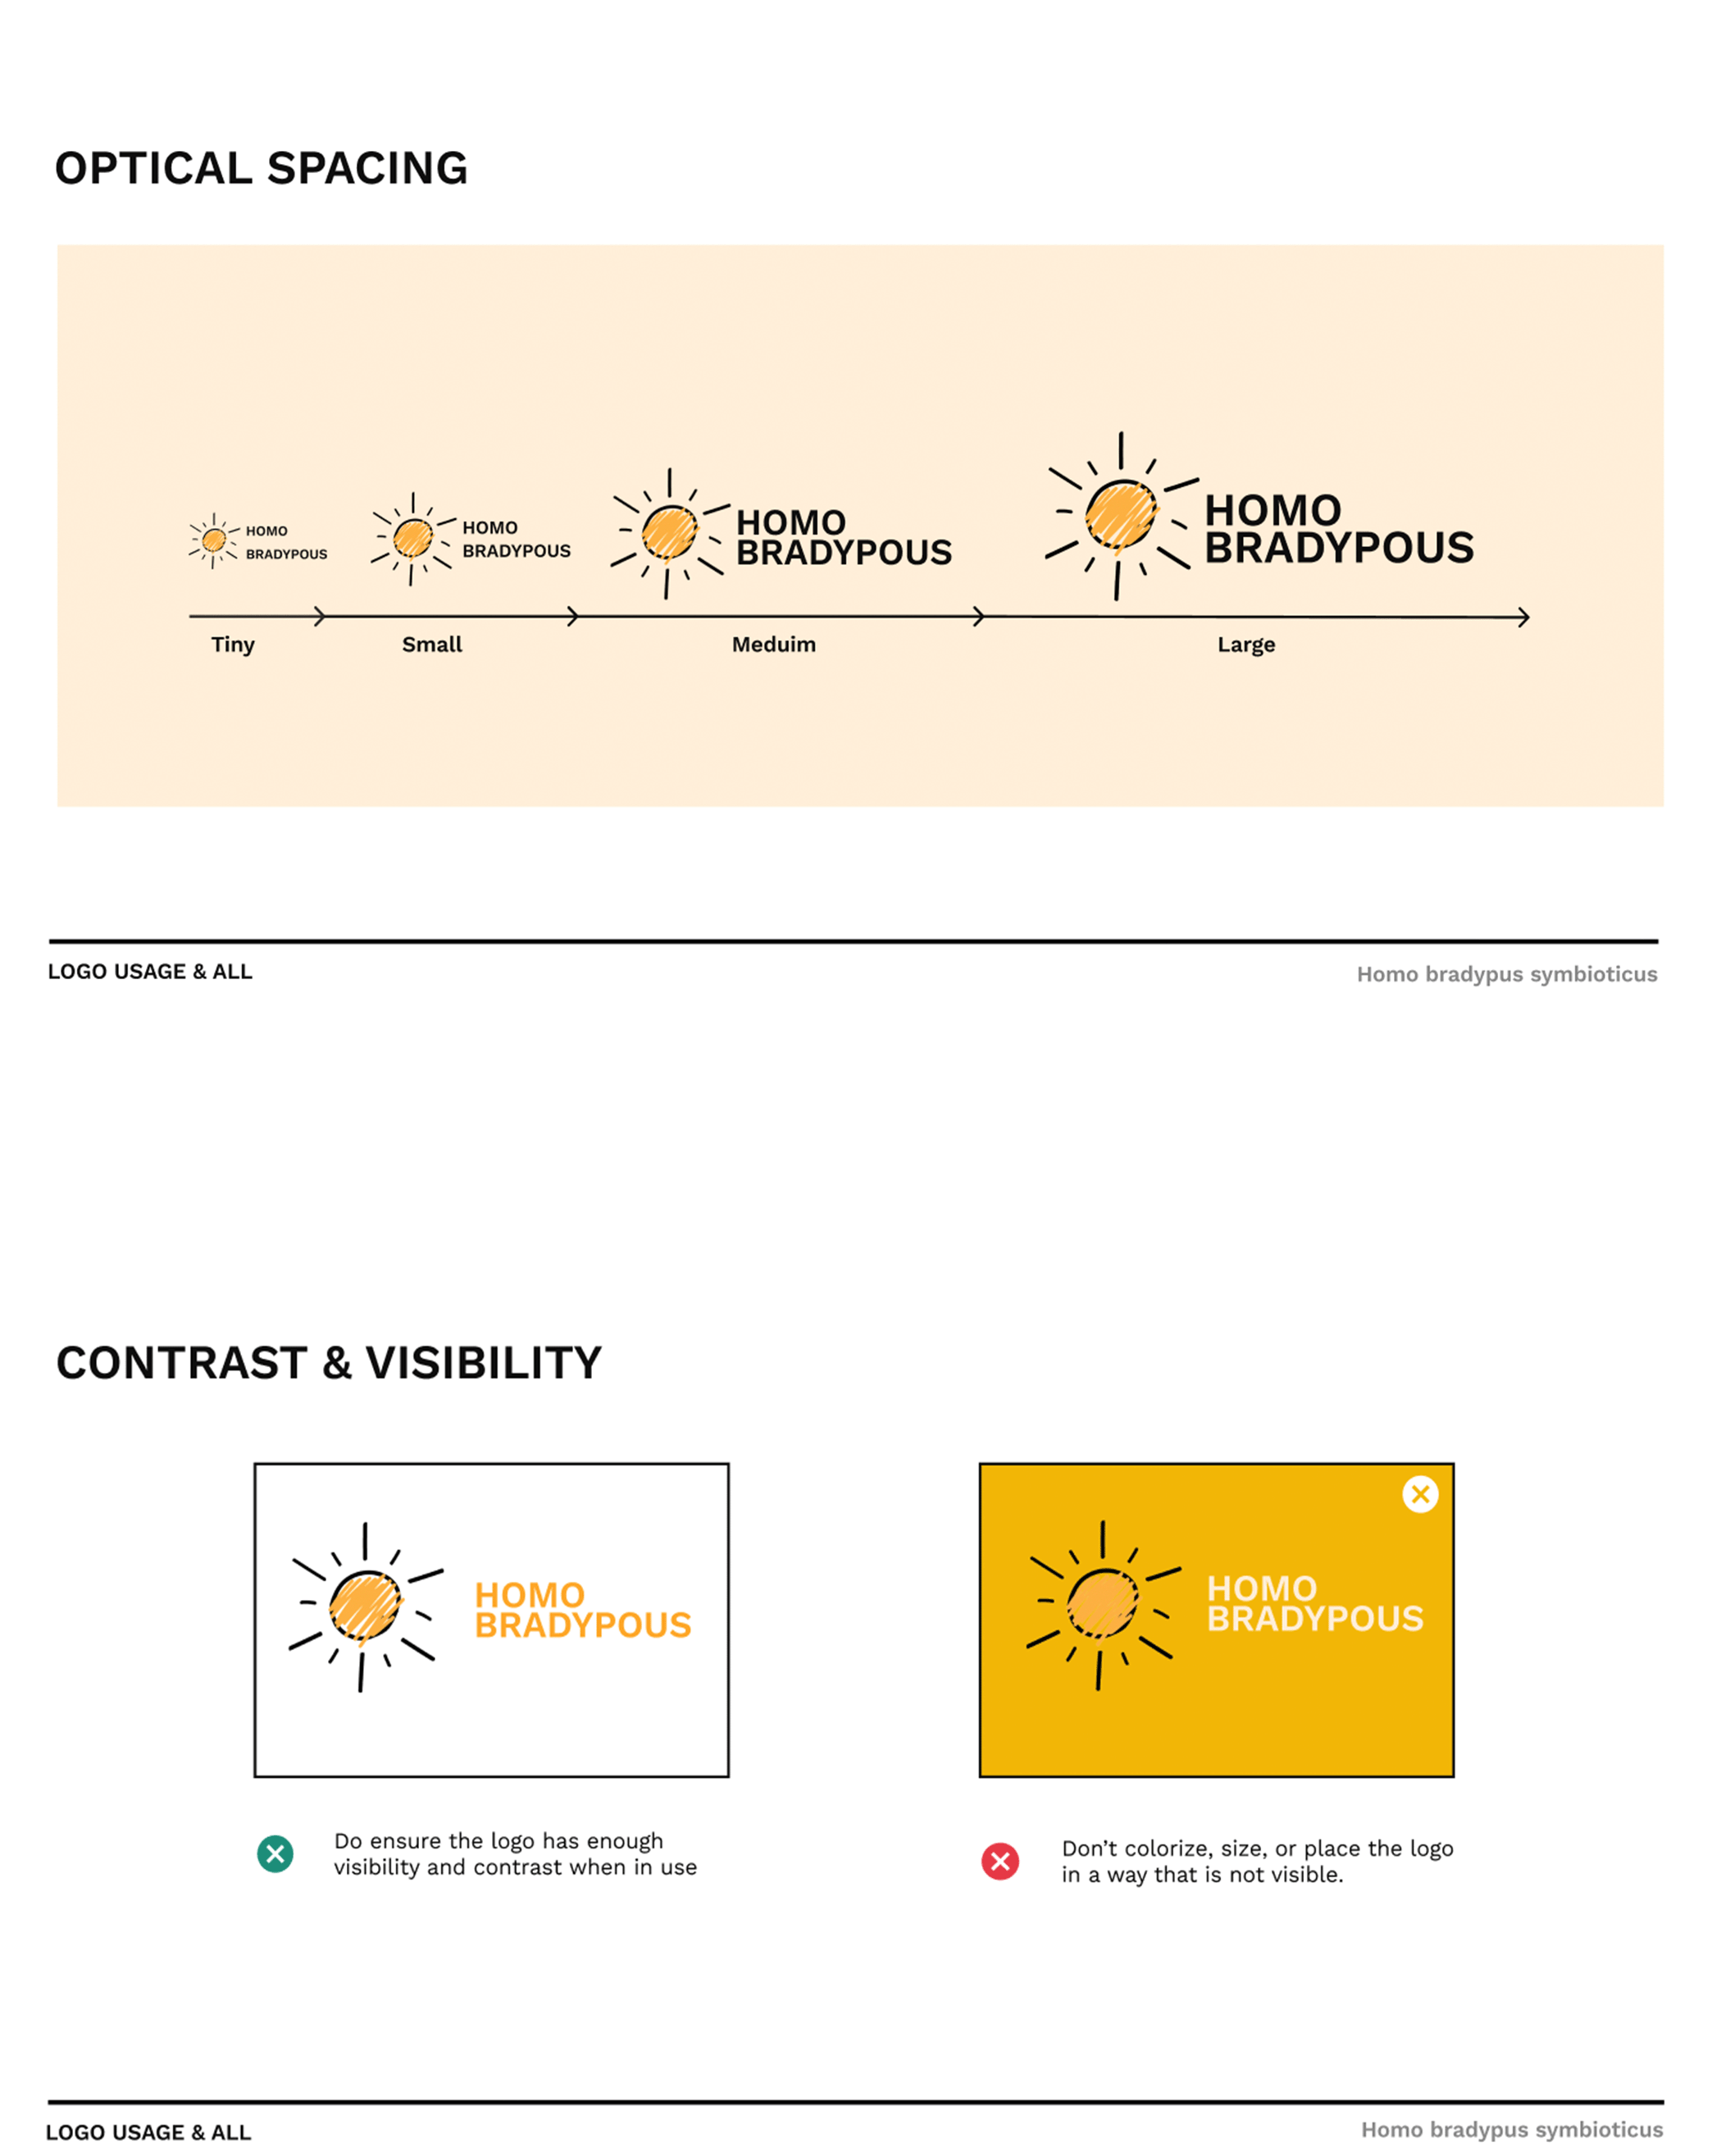 OPTICAL SPACING
HOMO
BRADYPOUS
HOMO
BRADYPOUS
HOMO
BRADYPOUS
HOMO
BRADYPOUS
Tiny
Small
Meduim
Large
LOGO USAGE & ALL
Homo bradypus symbioticus
CONTRAST & VISIBILITY
HOMO
BRADYPOUS
HOMO
BRADYPOUS
Do ensure the logo has enough
visibility and contrast when in use
Don’t colorize, size, or place the logo
in a way that is not visible.
LOGO USAGE & ALL
Homo bradypus symbioticus